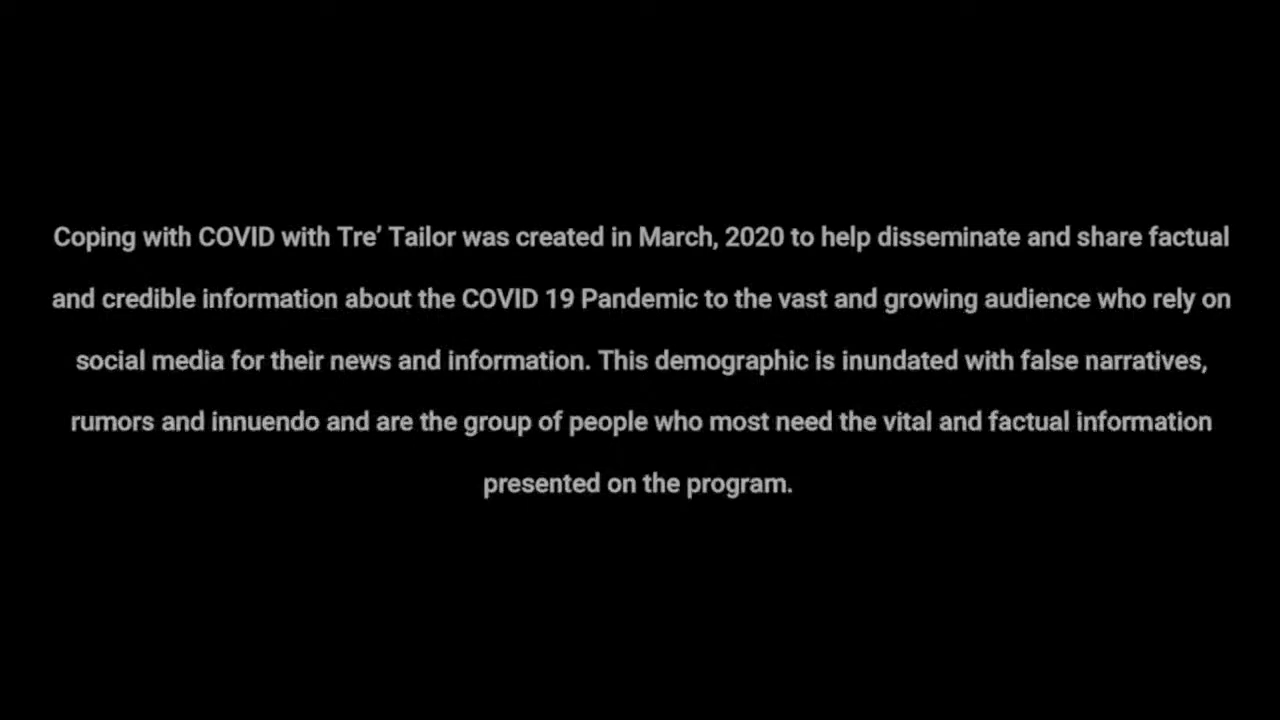 Coping with COVID with Tre’ Tailor was created in March, 2020 to help disseminate and share factual
and credible information about the COVID 19 Pandemic to the vast and growing audience who rely on
social media for their news and information. This demographic is inundated with false narratives,
rumors and innuendo and are the group of people who most need the vital and factual information
presented on the program.